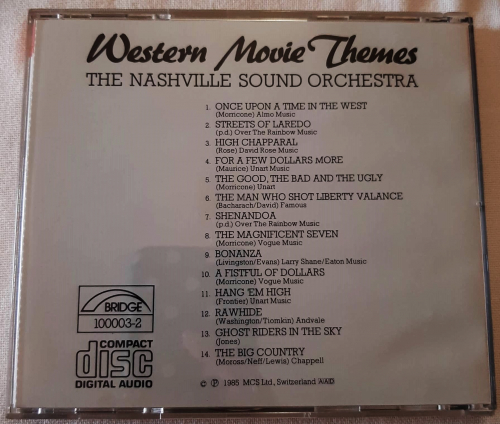 Western Movie Themes
THE NASHVILLE SOUND ORCHESTRA
1. ONCE UPON A TIME IN THE WEST
(Morricone) Almo Music
2. STREETS OF LAREDO
(p.d.) Over The Rainbow Music
3. HIGH CHAPPARAL
(Rose) David Rose Music
4. FOR A FEW DOLLARS MORE
(Maurice) Unart Music
5. THE GOOD, THE BAD AND THE UGLY
(Morricone) Unart
6. THE MAN WHO SHOT LIBERTY VALANCE
(Bacharach/David) Famous
7. SHENANDOA
(p.d.) Over The Rainbow Music
8. THE MAGNIFICENT SEVEN
(Morricone) Vogue Music
9. BONANZA
(Livingston/Evans) Larry Shane/Eaton Music
10. A FISTFUL OF DOLLARS
(Morricone) Vogue Music
11. HANG 'EM HIGH
(Frontier) Unart Music
12. RAWHIDE
(Washington/Tiomkin) Andvale
13. GHOST RIDERS IN THE SKY
(Jones)
14. THE BIG COUNTRY
(Moross/Neff/Lewis) Chappell
BRIDGE
100003-2
COMPACT
disc
DIGITAL AUDIO
© ℗ 1985 MCS Ltd., Switzerland AAD